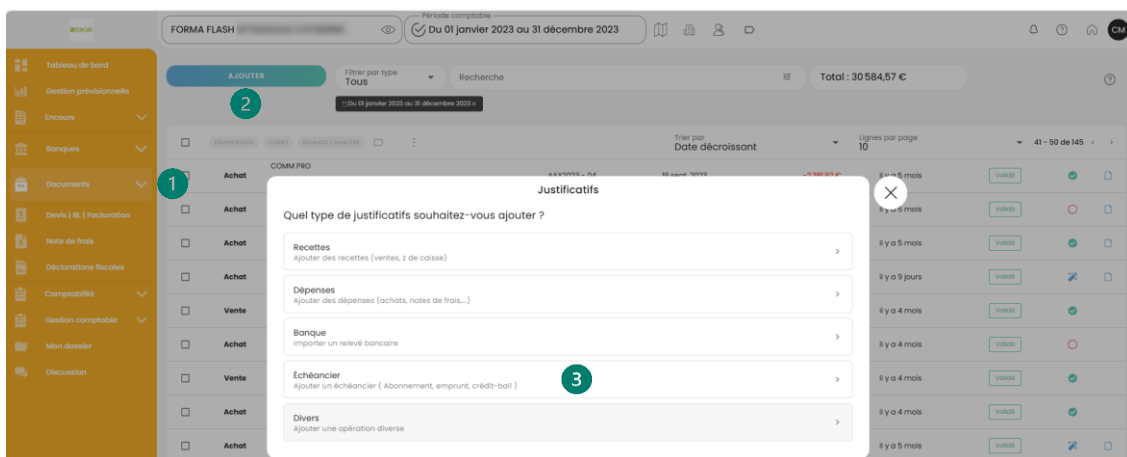 FORMA FLASH
Période comptable
Du 01 janvier 2023 au 31 décembre 2023
CM
Tableau de bord
Gestion prévisionnelle
Encours
Banques
Documents
Devis | BL | Facturation
Note de frais
Déclarations fiscales
Comptabilité
Gestion comptable
Mon dossier
Discussion
1
AJOUTER
2
Filtrer par type
Tous
Recherche
Total : 30 584,57 €
Du 01 janvier 2023 au 31 décembre 2023 ×
FOURNISSEUR CLIENT RELANCE L'ANALYSE
Trier par
Date décroissant
Lignes par page
10
41 - 50 de 145
COMM PRO
Achat AAX2023 - 04 19 sept. 2023 -2 381,82 € Il y a 5 mois Validé
Achat Il y a 5 mois Validé
Achat Il y a 5 mois Validé
Achat Il y a 9 jours Validé
Vente Il y a 4 mois Validé
Achat Il y a 4 mois Validé
Vente Il y a 4 mois Validé
Achat Il y a 4 mois Validé
Achat Il y a 5 mois Validé
Justificatifs
Quel type de justificatifs souhaitez-vous ajouter ?
Recettes
Ajouter des recettes (ventes, z de caisse)
Dépenses
Ajouter des dépenses (achats, notes de frais,...)
Banque
Importer un relevé bancaire
Échéancier
Ajouter un échéancier ( Abonnement, emprunt, crédit-bail )
3
Divers
Ajouter une opération diverse